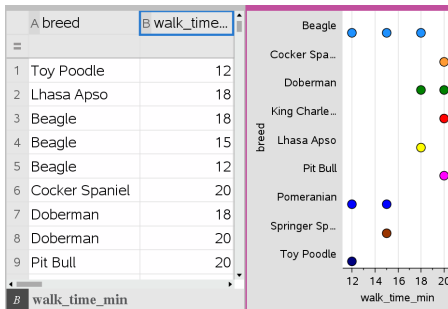 A breed B walk_time...
=
1 Toy Poodle 12
2 Lhasa Apso 18
3 Beagle 18
4 Beagle 15
5 Beagle 12
6 Cocker Spaniel 20
7 Doberman 18
8 Doberman 20
9 Pit Bull 20
B walk_time_min
Beagle
Cocker Spa...
Doberman
King Charle...
breed
Lhasa Apso
Pit Bull
Pomeranian
Springer Sp...
Toy Poodle
12 14 16 18 20
walk_time_min